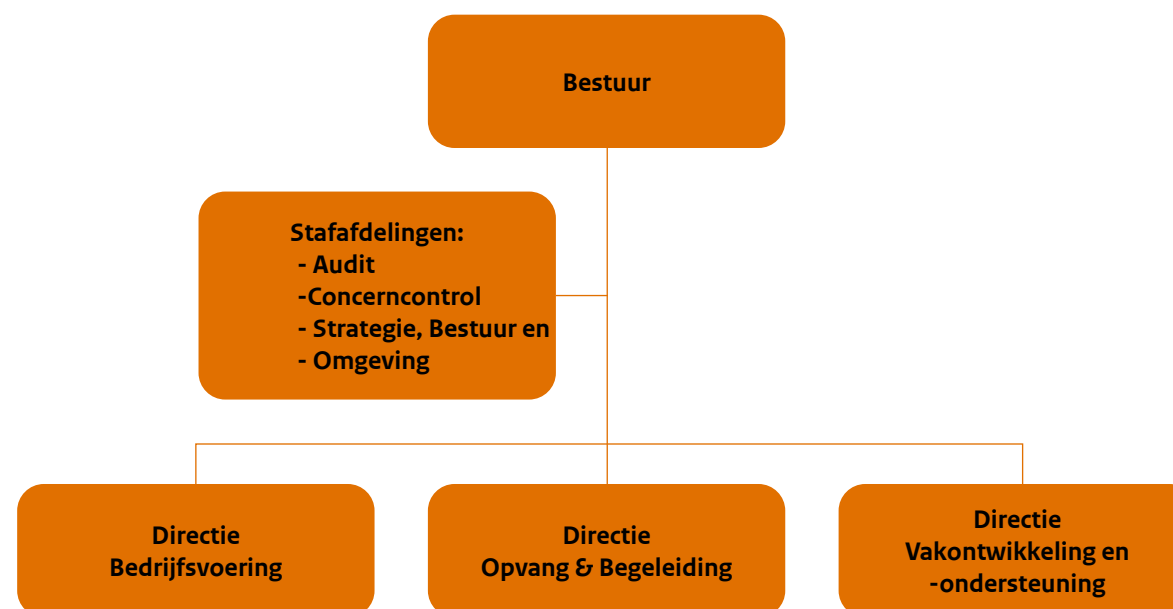 Bestuur
Stafafdelingen:
- Audit
-Concerncontrol
- Strategie, Bestuur en
- Omgeving
Directie
Bedrijfsvoering
Directie
Opvang & Begeleiding
Directie
Vakontwikkeling en
-ondersteuning